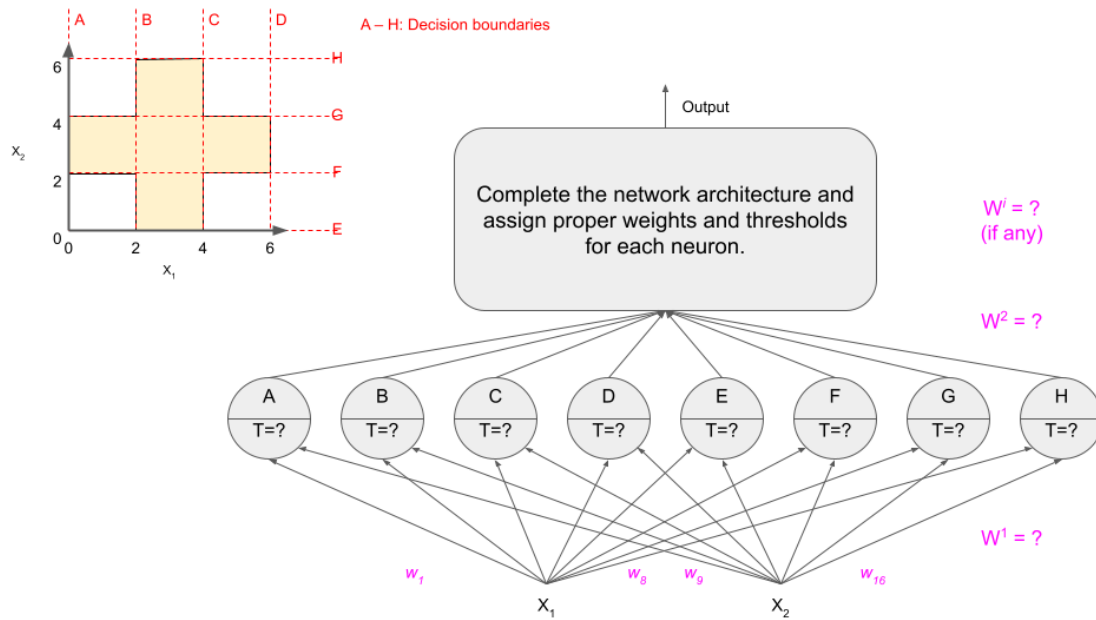 A B C D
A – H: Decision boundaries
H
6
G
4
X2
F
2
E
0
0 2 4 6
X1
Output
Complete the network architecture and
assign proper weights and thresholds
for each neuron.
Wⁱ = ?
(if any)
W² = ?
A B C D E F G H
T=? T=? T=? T=? T=? T=? T=? T=?
W¹ = ?
w1 w8 w9 w16
X1 X2